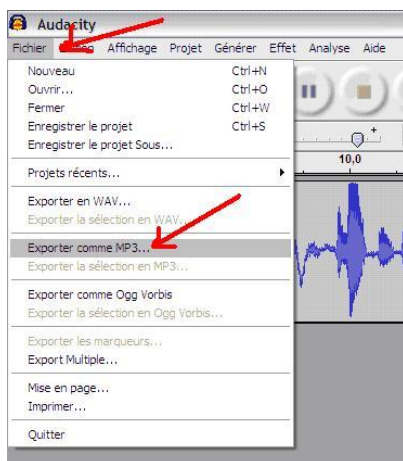 Audacity
Fichier Affichage Projet Générer Effet Analyse Aide
Nouveau Ctrl+N
Ouvrir... Ctrl+O
Fermer Ctrl+W
Enregistrer le projet Ctrl+S
Enregistrer le projet Sous...
Projets récents...
10,0
Exporter en WAV...
Exporter la sélection en WAV...
Exporter comme MP3...
Exporter la sélection en MP3...
Exporter comme Ogg Vorbis
Exporter la sélection en Ogg Vorbis...
Exporter les marqueurs...
Export Multiple...
Mise en page...
Imprimer...
Quitter